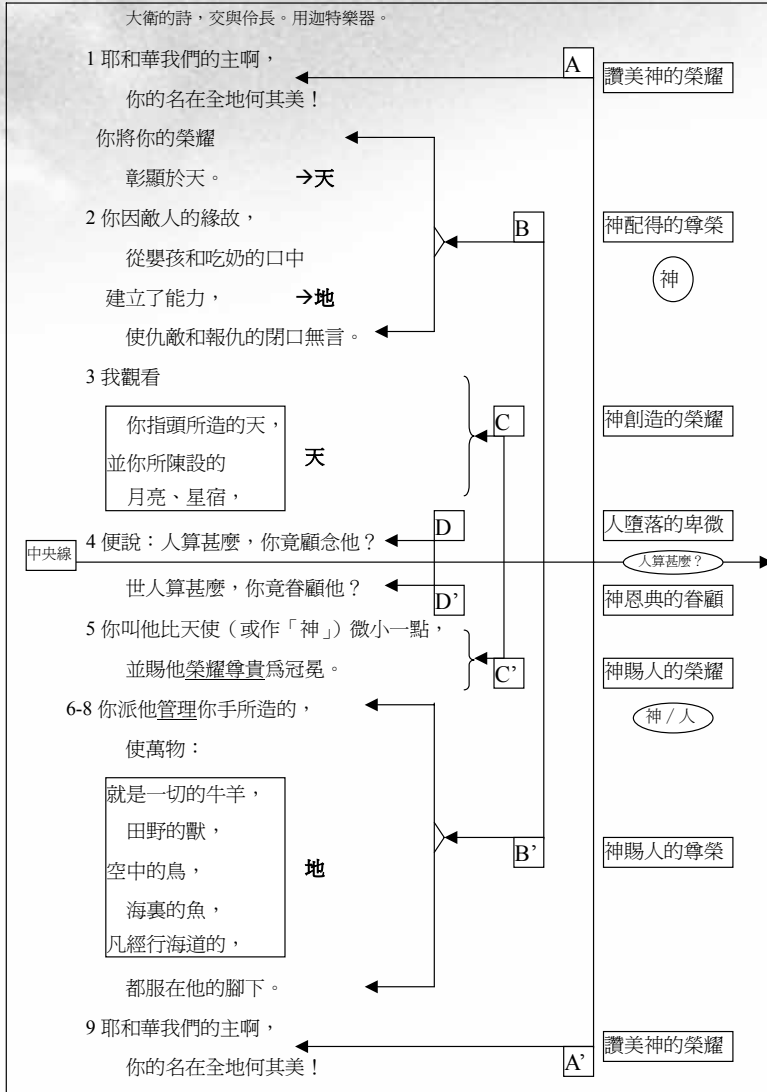 大衛的詩，交與伶長。用迦特樂器。
1 耶和華我們的主啊，
A
讚美神的榮耀
你的名在全地何其美！
你將你的榮耀
彰顯於天。 →天
2 你因敵人的緣故，
B
神配得的尊榮
從嬰孩和吃奶的口中
神
建立了能力， →地
使仇敵和報仇的閉口無言。
3 我觀看
你指頭所造的天，
C
神創造的榮耀
並你所陳設的
天
月亮、星宿，
4 便說：人算甚麼，你竟顧念他？
D
人墮落的卑微
中央線
人算甚麼？
世人算甚麼，你竟眷顧他？
D’
神恩典的眷顧
5 你叫他比天使（或作「神」）微小一點，
並賜他榮耀尊貴爲冠冕。
C’
神賜人的榮耀
6-8 你派他管理你手所造的，
神 / 人
使萬物：
就是一切的牛羊，
田野的獸，
B’
神賜人的尊榮
空中的鳥，
地
海裏的魚，
凡經行海道的，
都服在他的腳下。
9 耶和華我們的主啊，
讚美神的榮耀
你的名在全地何其美！
A’